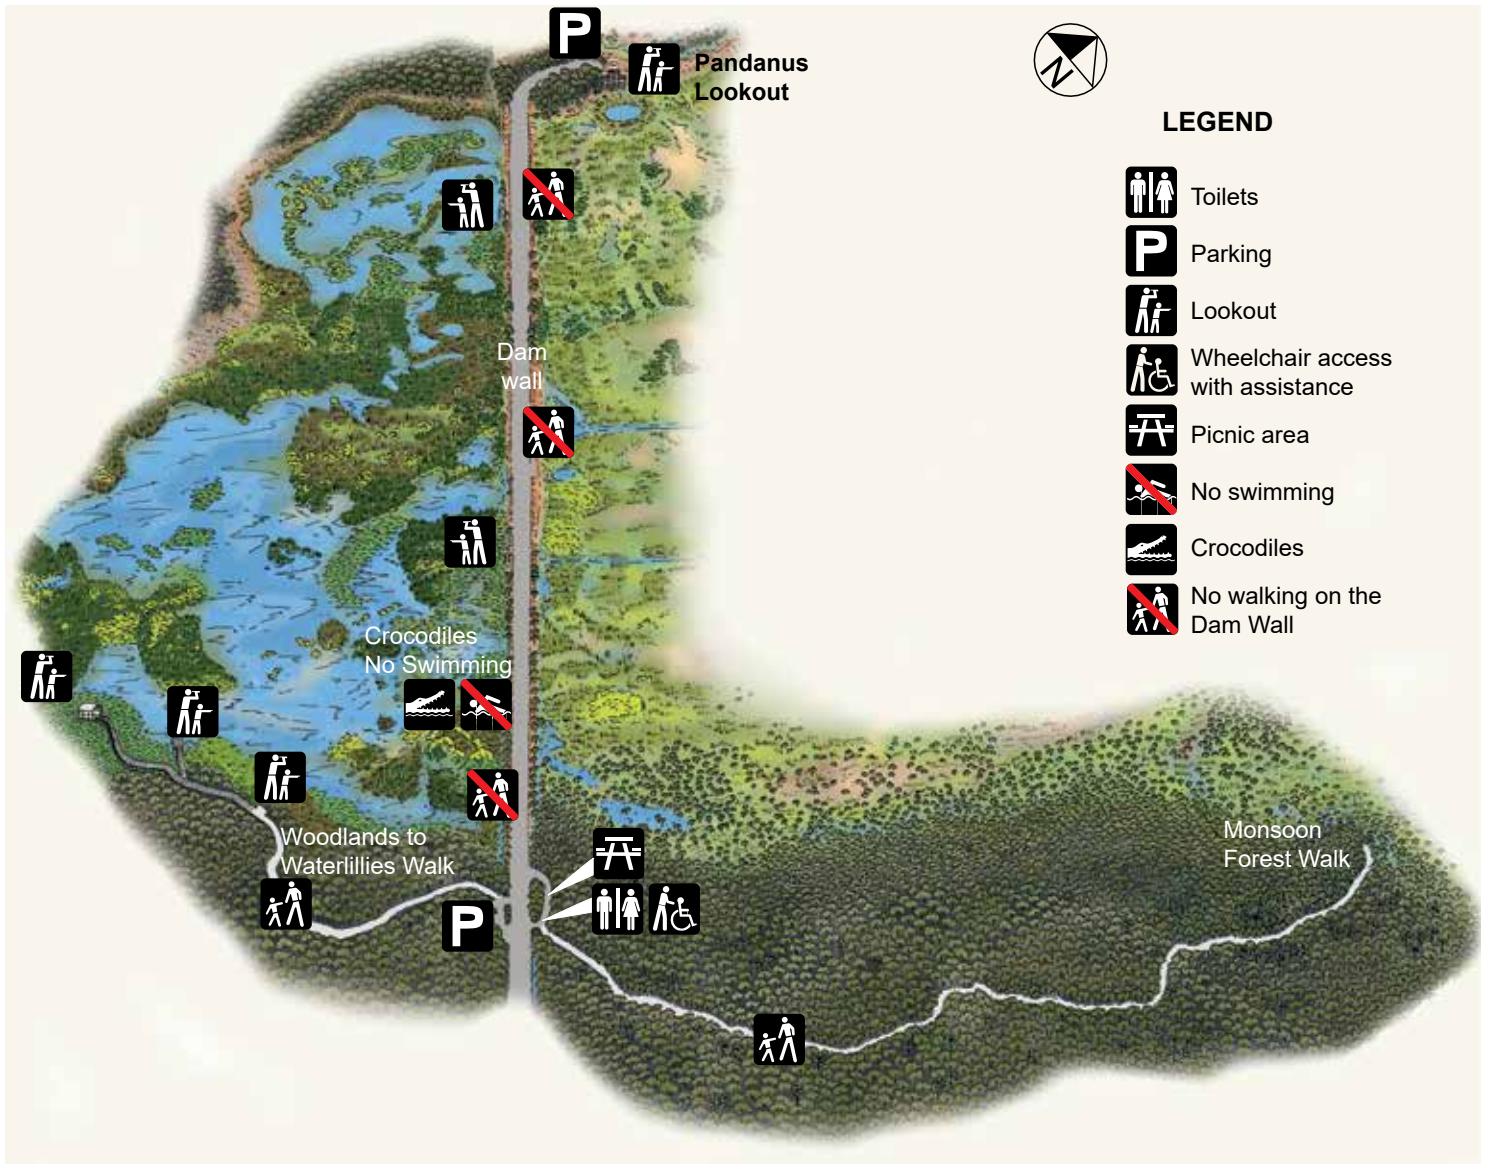 P
Pandanus
Lookout
N
LEGEND
Toilets
P
Parking
Lookout
Wheelchair access
with assistance
Picnic area
No swimming
Crocodiles
No walking on the
Dam Wall
Dam
wall
Crocodiles
No Swimming
Woodlands to
Waterlillies Walk
P
Monsoon
Forest Walk